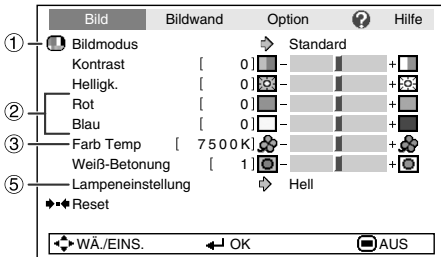 Bild Bildwand Option ? Hilfe
① Bildmodus Standard
Kontrast [ 0] - +
Helligk. [ 0] - +
② Rot [ 0] - +
Blau [ 0] - +
③ Farb Temp [ 7500K] - +
Weiß-Betonung [ 1] - +
⑤ Lampeneinstellung Hell
Reset
WÄ./EINS. OK AUS